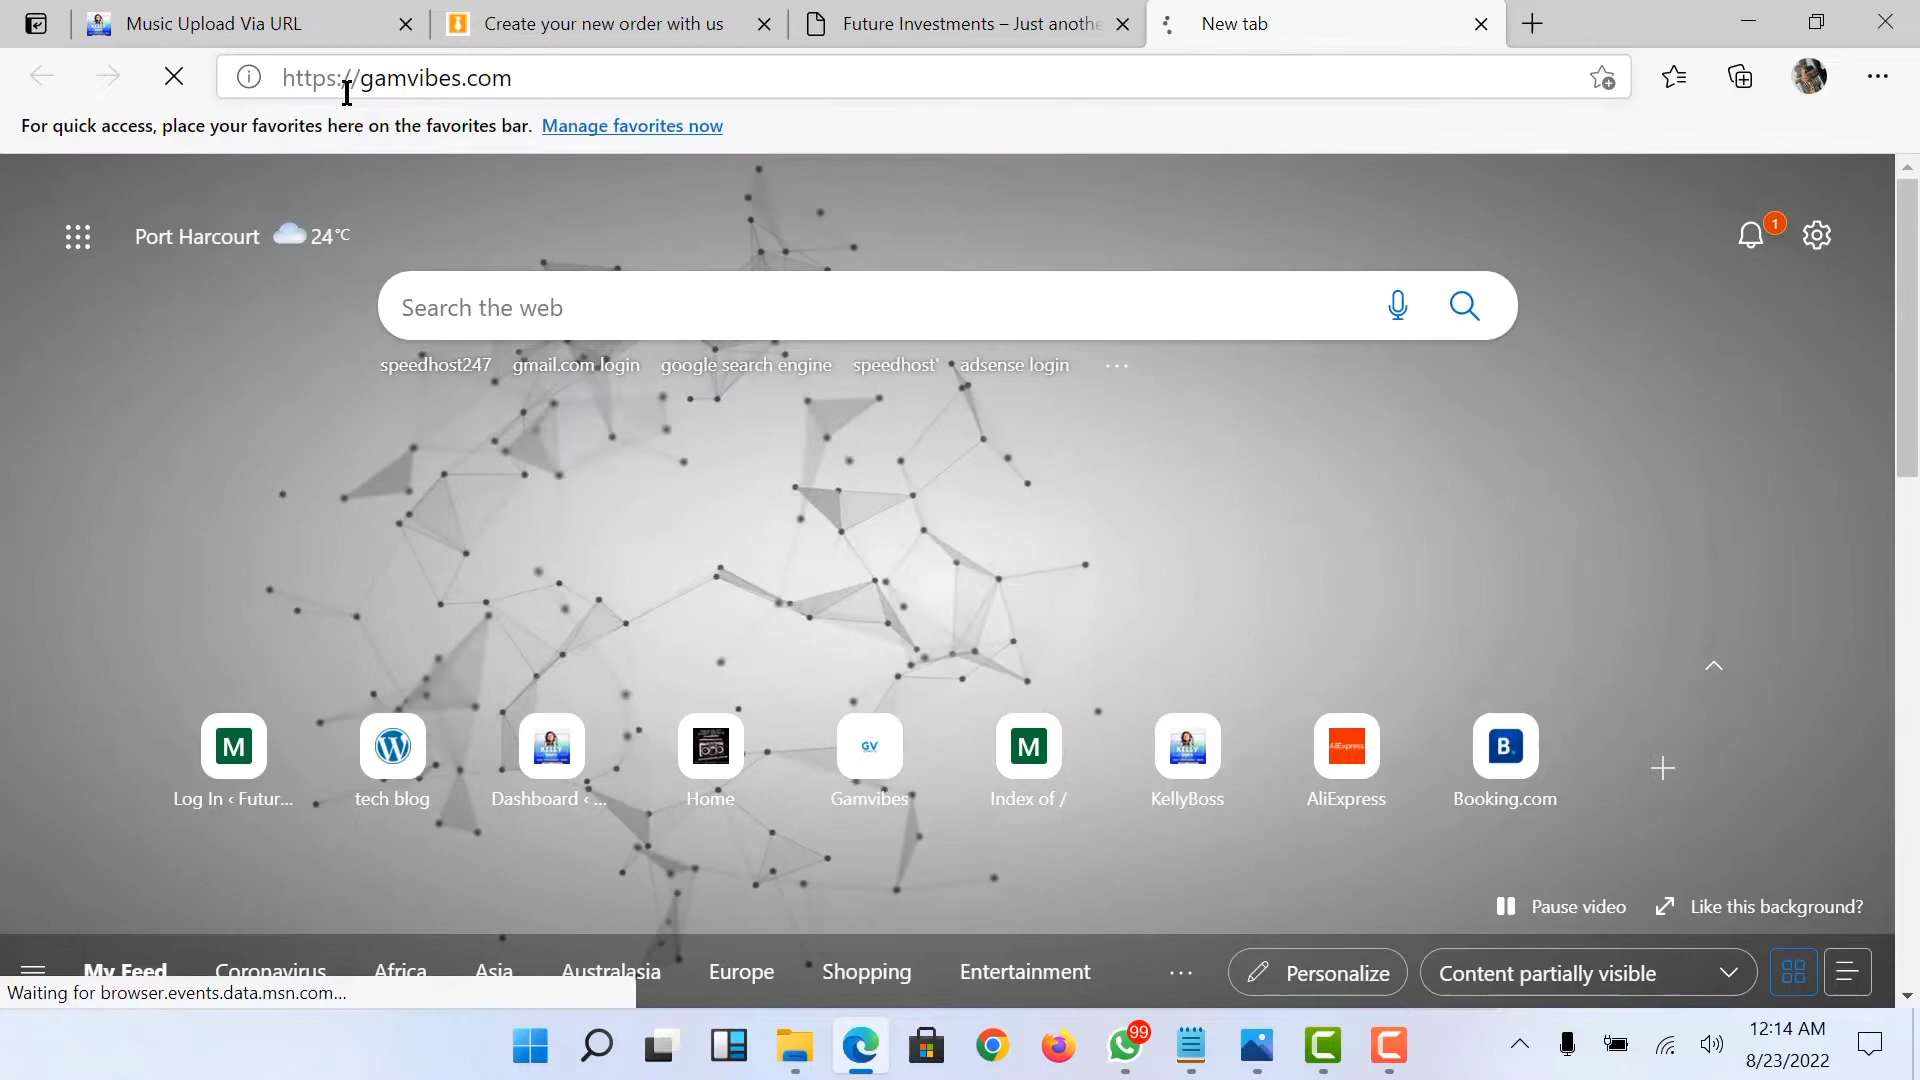 Music Upload Via URL
Create your new order with us
Future Investments – Just anothe
New tab
https://gamvibes.com
For quick access, place your favorites here on the favorites bar. Manage favorites now
Port Harcourt 24°C
1
Search the web
speedhost247 gmail.com login google search engine speedhost' adsense login ...
M
GV
M
AliExpress
B.
Log In ‹ Futur...
tech blog
Dashboard ‹ ...
Home
Gamvibes
Index of /
KellyBoss
AliExpress
Booking.com
Pause video
Like this background?
My Feed Coronavirus Africa Asia Australasia Europe Shopping Entertainment ...
Personalize
Content partially visible
Waiting for browser.events.data.msn.com...
99
12:14 AM
8/23/2022